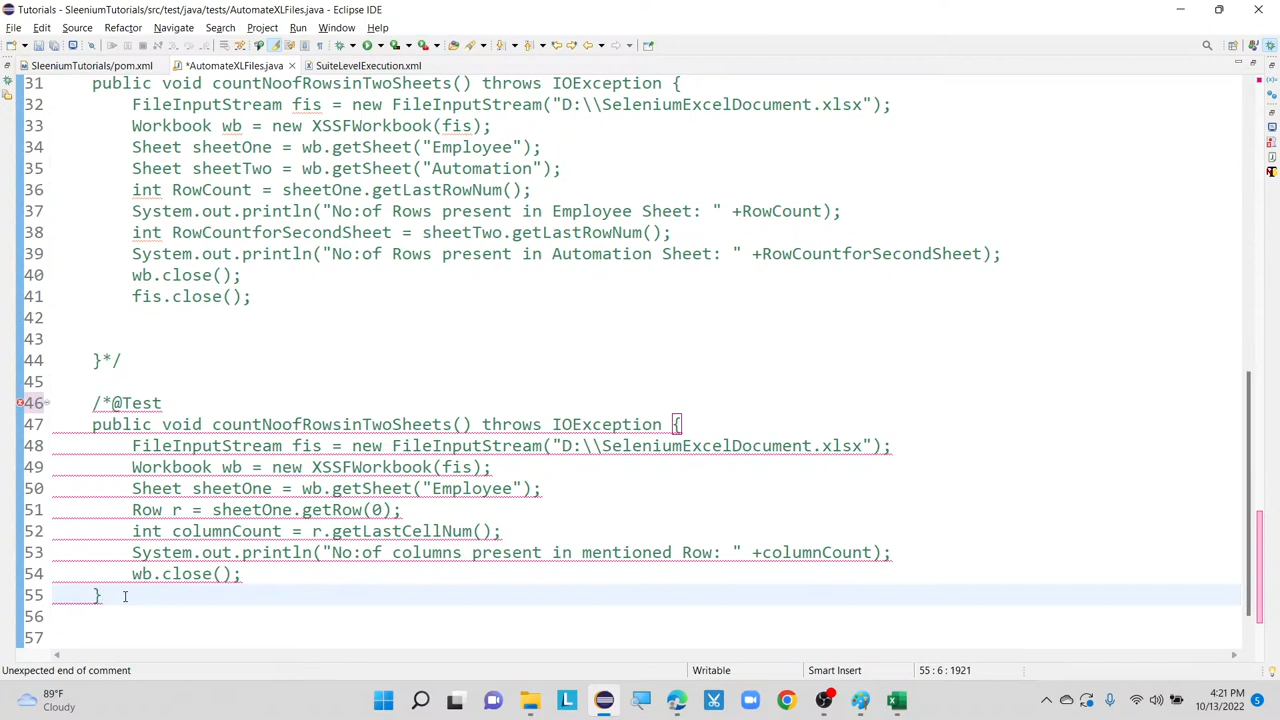 Tutorials - SleeniumTutorials/src/test/java/tests/AutomateXLFiles.java - Eclipse IDE
File Edit Source Refactor Navigate Search Project Run Window Help
SleeniumTutorials/pom.xml *AutomateXLFiles.java SuiteLevelExecution.xml
31 public void countNoofRowsinTwoSheets() throws IOException {
32 FileInputStream fis = new FileInputStream("D:\\SeleniumExcelDocument.xlsx");
33 Workbook wb = new XSSFWorkbook(fis);
34 Sheet sheetOne = wb.getSheet("Employee");
35 Sheet sheetTwo = wb.getSheet("Automation");
36 int RowCount = sheetOne.getLastRowNum();
37 System.out.println("No:of Rows present in Employee Sheet: " +RowCount);
38 int RowCountforSecondSheet = sheetTwo.getLastRowNum();
39 System.out.println("No:of Rows present in Automation Sheet: " +RowCountforSecondSheet);
40 wb.close();
41 fis.close();
42
43
44 }*/
45
46 /*@Test
47 public void countNoofRowsinTwoSheets() throws IOException {
48 FileInputStream fis = new FileInputStream("D:\\SeleniumExcelDocument.xlsx");
49 Workbook wb = new XSSFWorkbook(fis);
50 Sheet sheetOne = wb.getSheet("Employee");
51 Row r = sheetOne.getRow(0);
52 int columnCount = r.getLastCellNum();
53 System.out.println("No:of columns present in mentioned Row: " +columnCount);
54 wb.close();
55 }
56
57
Unexpected end of comment Writable Smart Insert 55 : 6 : 1921
89°F
Cloudy
4:21 PM
10/13/2022